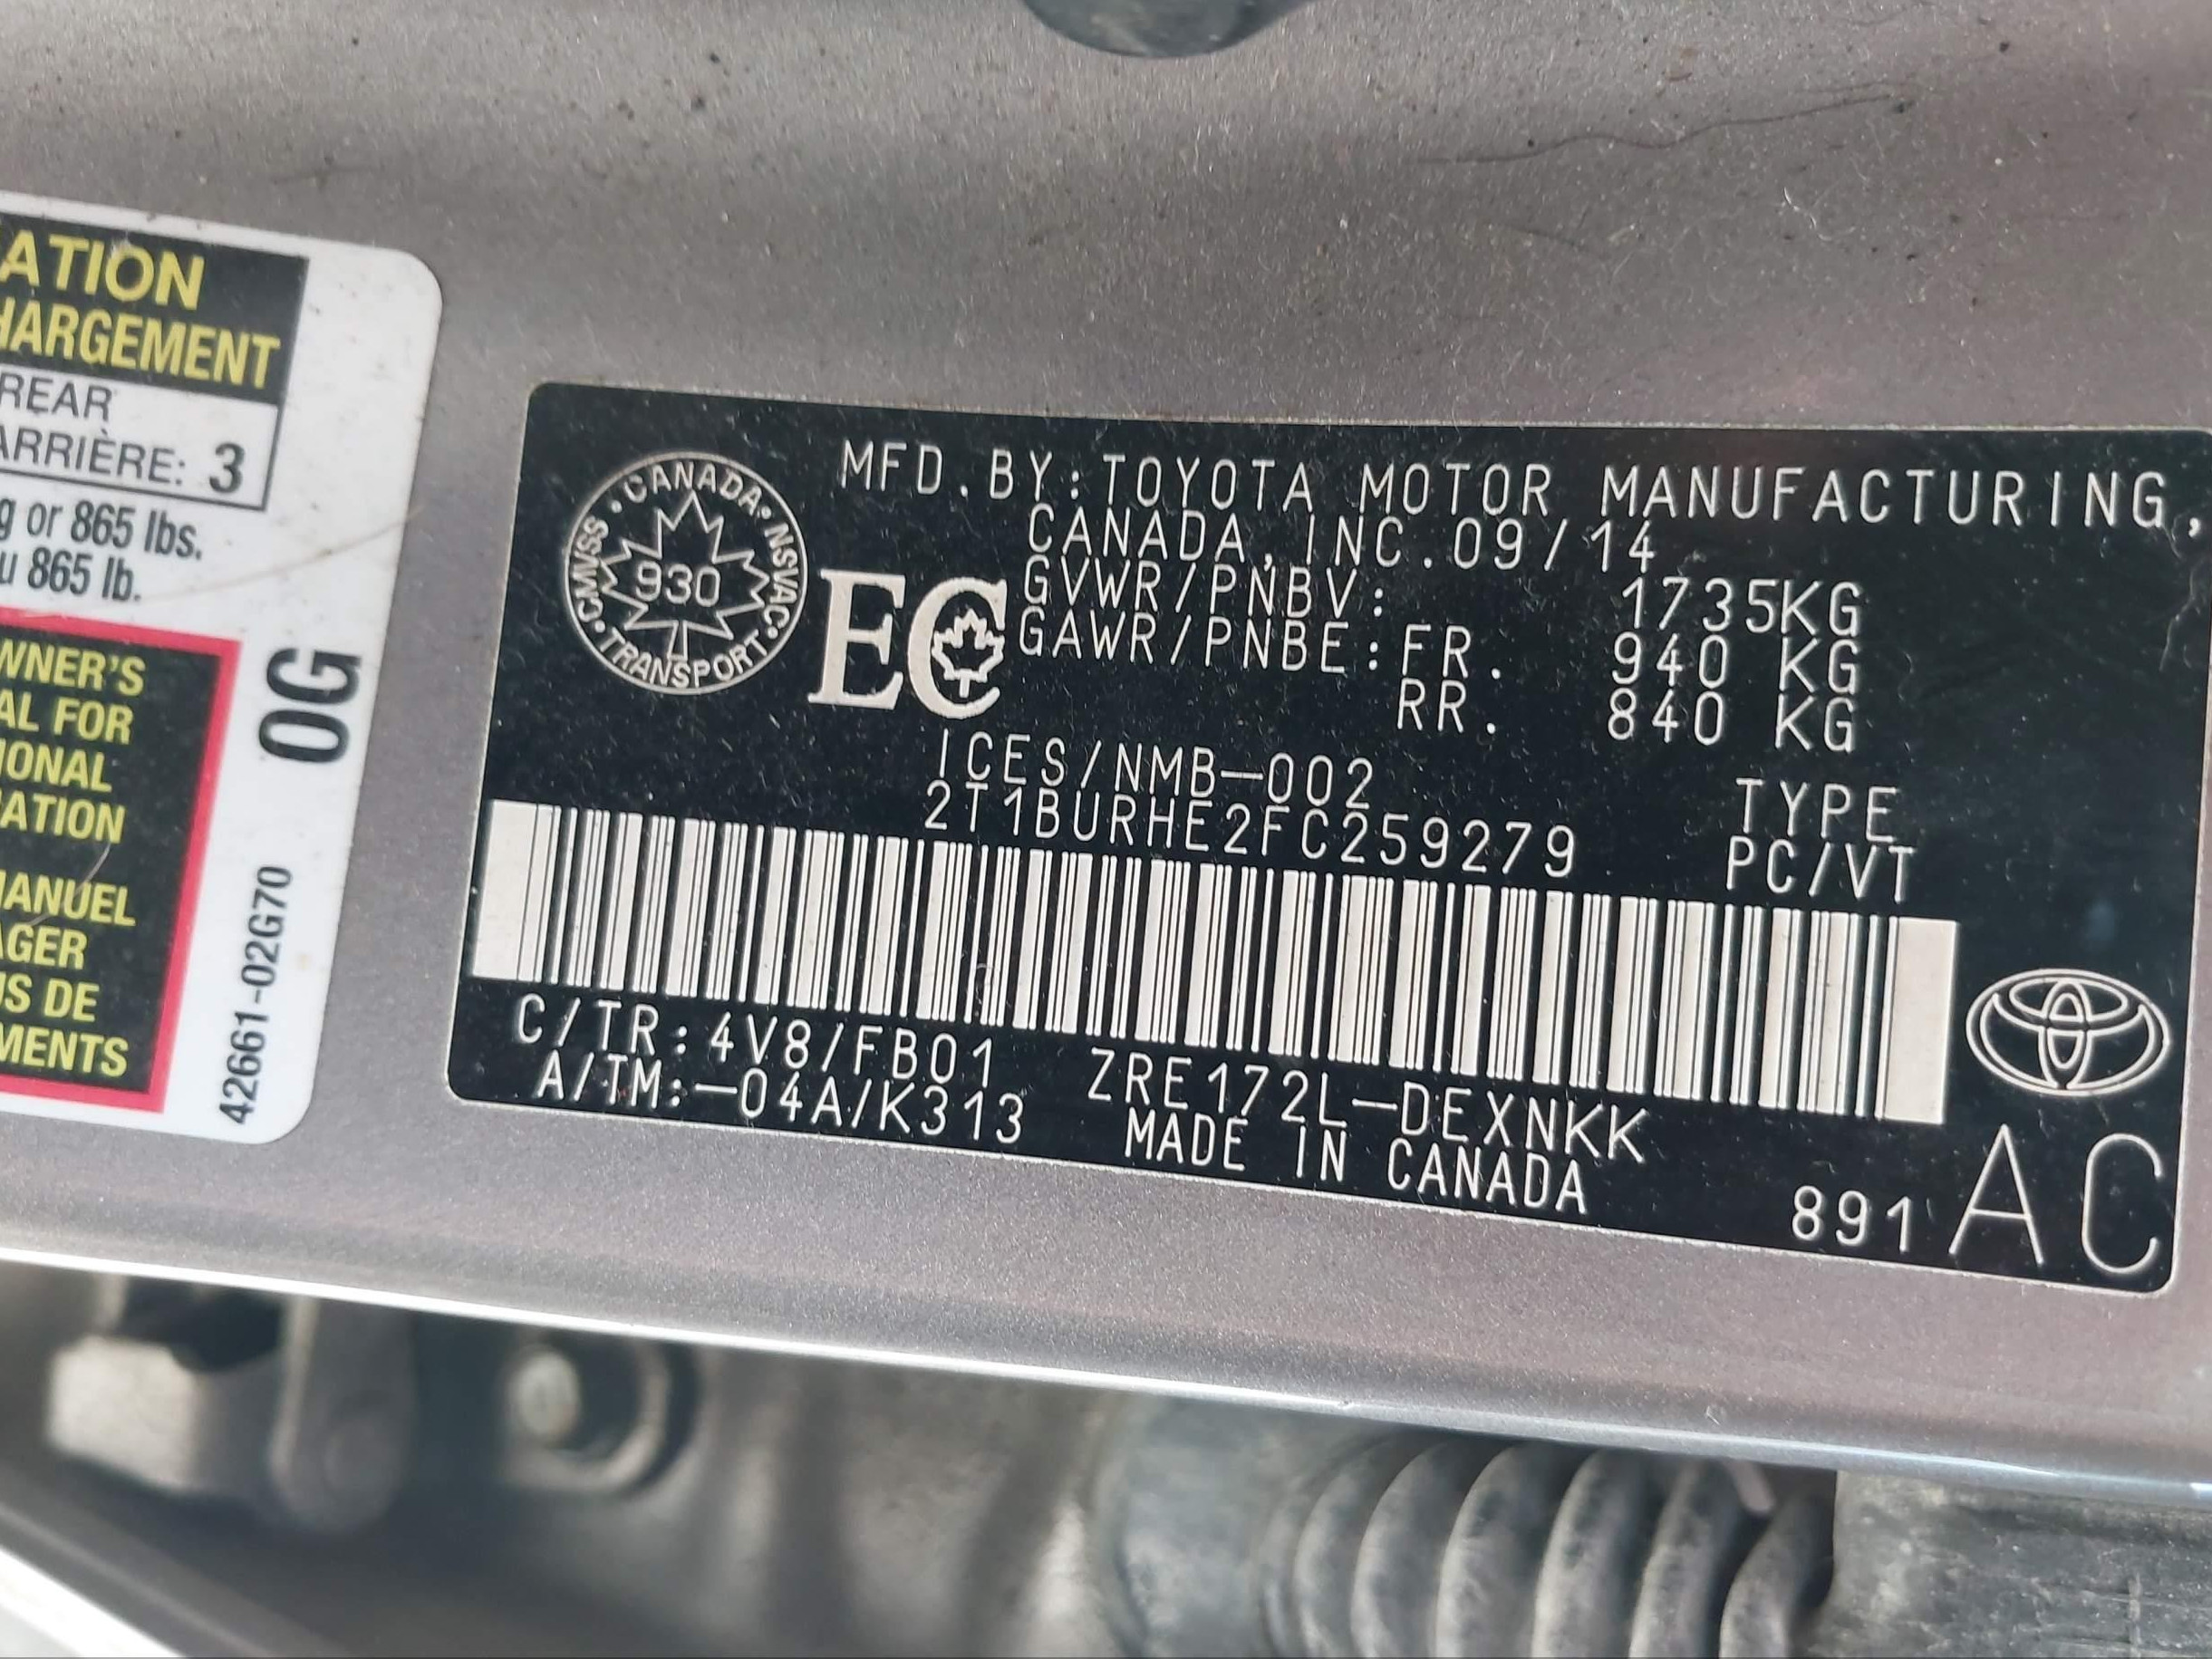 ATION
HARGEMENT
REAR
ARRIÈRE: 3
g or 865 lbs.
u 865 lb.
WNER'S
AL FOR
IONAL
ATION
MANUEL
AGER
US DE
MENTS
0G
42661-02G70
CANADA • NSVAC • TRANSPORT • CMVSS •
930
EC
MFD.BY:TOYOTA MOTOR MANUFACTURING,
CANADA,INC.09/14
GVWR/PNBV: 1735KG
GAWR/PNBE:FR. 940 KG
RR. 840 KG
ICES/NMB-002 TYPE
2T1BURHE2FC259279 PC/VT
C/TR:4V8/FB01 ZRE172L-DEXNKK
A/TM:-04A/K313 MADE IN CANADA
891 AC